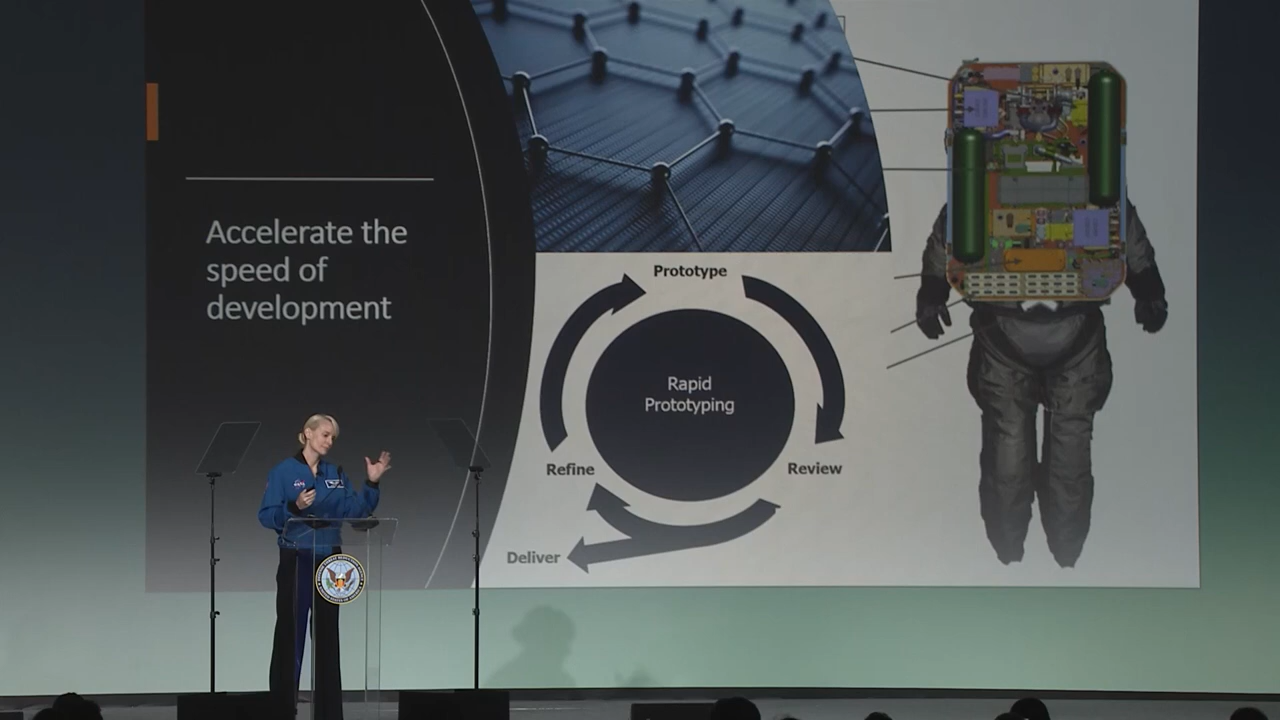 Accelerate the
speed of
development
Prototype
Rapid
Prototyping
Refine
Review
Deliver